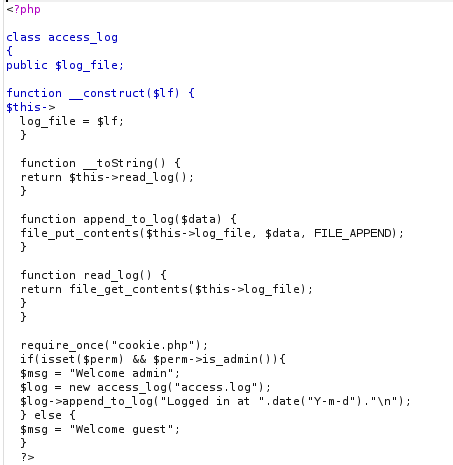 <?php
class access_log
{
public $log_file;
function __construct($lf) {
$this->
log_file = $lf;
}
function __toString() {
return $this->read_log();
}
function append_to_log($data) {
file_put_contents($this->log_file, $data, FILE_APPEND);
}
function read_log() {
return file_get_contents($this->log_file);
}
}
require_once("cookie.php");
if(isset($perm) && $perm->is_admin()){
$msg = "Welcome admin";
$log = new access_log("access.log");
$log->append_to_log("Logged in at ".date("Y-m-d")."\n");
} else {
$msg = "Welcome guest";
}
?>